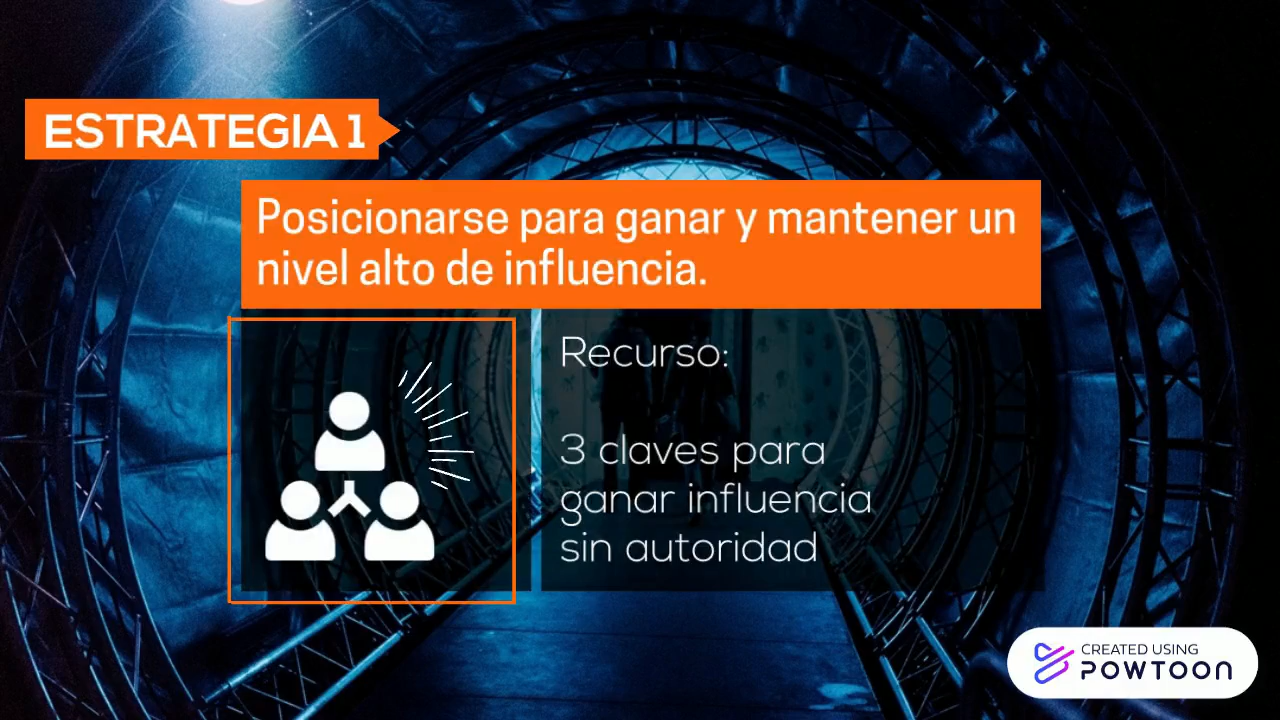 ESTRATEGIA 1
Posicionarse para ganar y mantener un
nivel alto de influencia.
Recurso:
3 claves para
ganar influencia
sin autoridad
CREATED USING
POWTOON